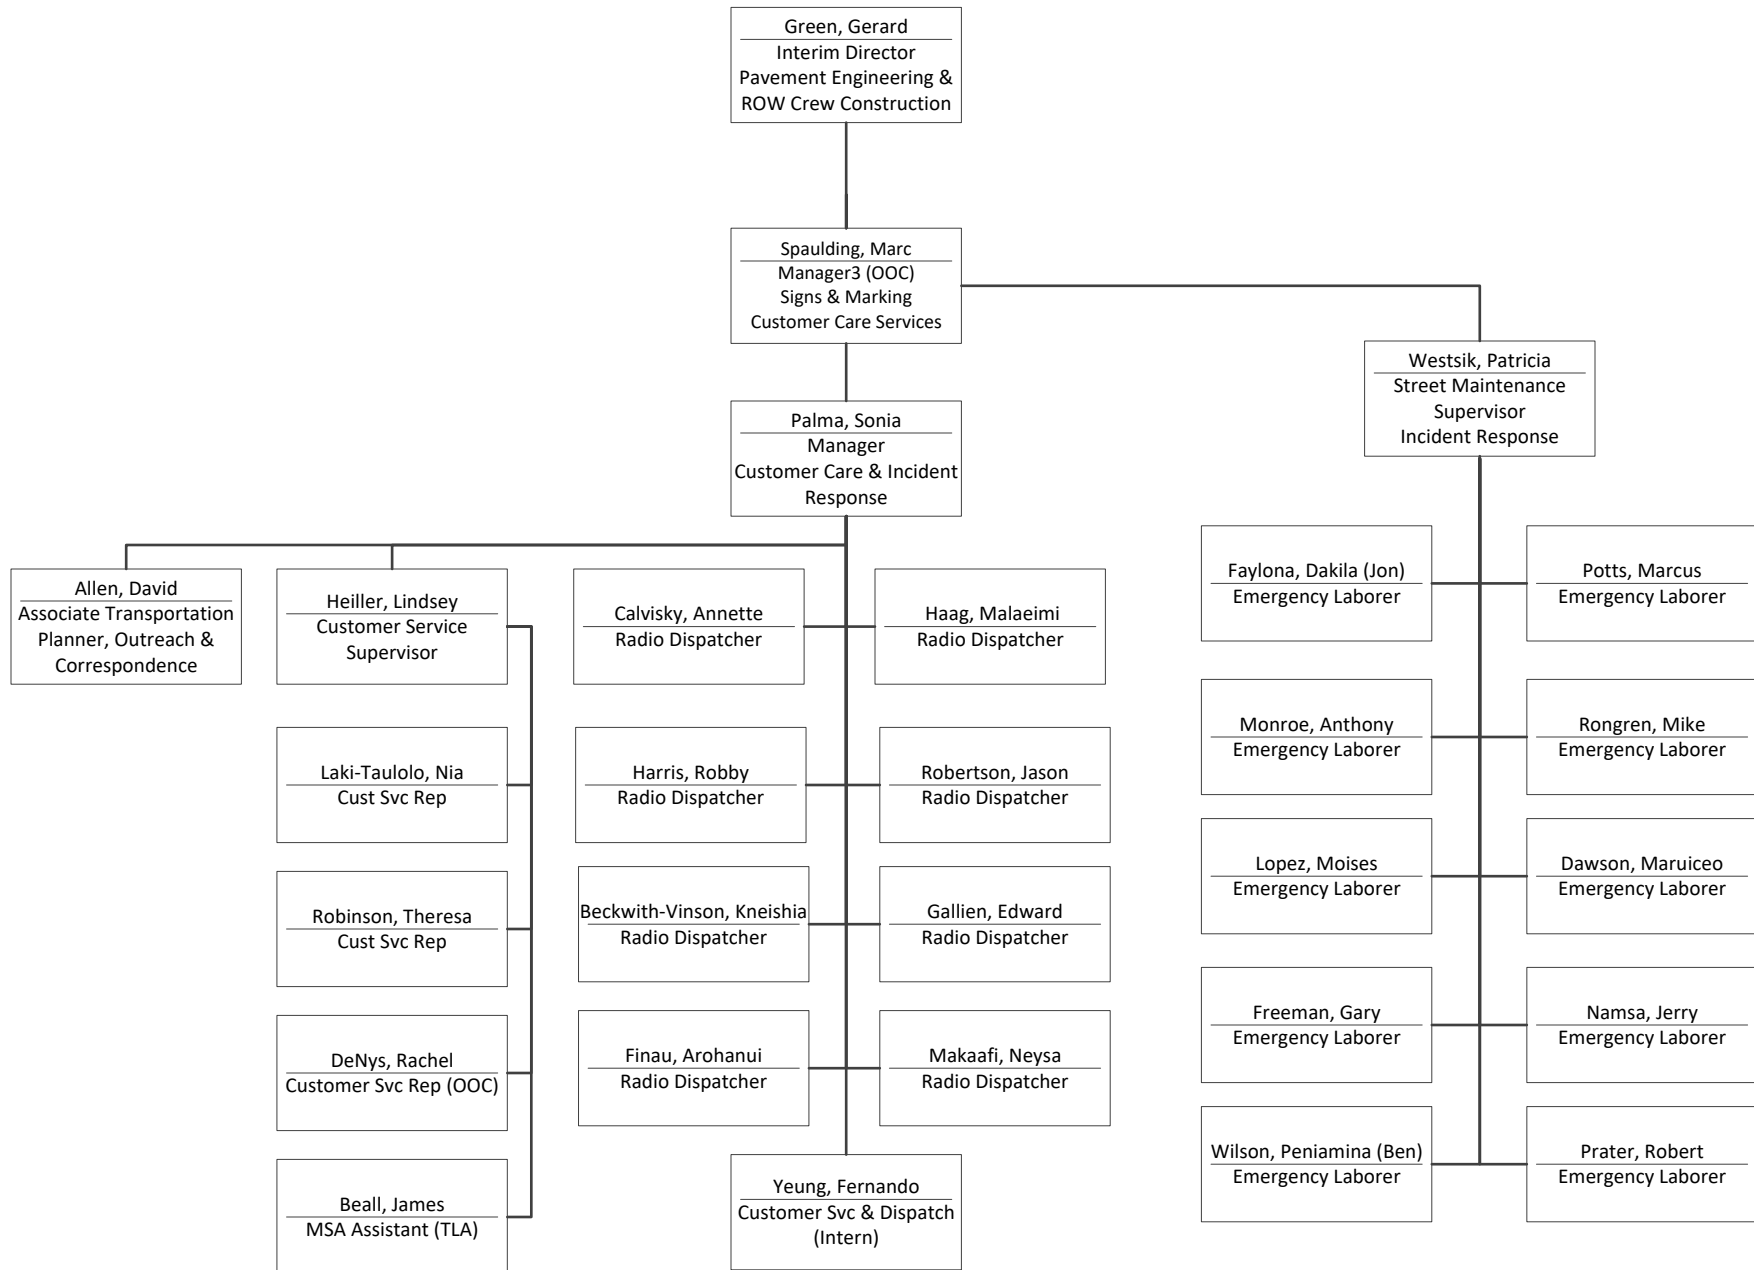 Green, Gerard
Interim Director
Pavement Engineering &
ROW Crew Construction
Spaulding, Marc
Manager3 (OOC)
Signs & Marking
Customer Care Services
Westsik, Patricia
Street Maintenance
Supervisor
Incident Response
Palma, Sonia
Manager
Customer Care & Incident
Response
Allen, David
Associate Transportation
Planner, Outreach &
Correspondence
Heiller, Lindsey
Customer Service
Supervisor
Laki-Taulolo, Nia
Cust Svc Rep
Robinson, Theresa
Cust Svc Rep
DeNys, Rachel
Customer Svc Rep (OOC)
Beall, James
MSA Assistant (TLA)
Calvisky, Annette
Radio Dispatcher
Haag, Malaeimi
Radio Dispatcher
Harris, Robby
Radio Dispatcher
Robertson, Jason
Radio Dispatcher
Beckwith-Vinson, Kneishia
Radio Dispatcher
Gallien, Edward
Radio Dispatcher
Finau, Arohanui
Radio Dispatcher
Makaafi, Neysa
Radio Dispatcher
Yeung, Fernando
Customer Svc & Dispatch
(Intern)
Faylona, Dakila (Jon)
Emergency Laborer
Potts, Marcus
Emergency Laborer
Monroe, Anthony
Emergency Laborer
Rongren, Mike
Emergency Laborer
Lopez, Moises
Emergency Laborer
Dawson, Maruiceo
Emergency Laborer
Freeman, Gary
Emergency Laborer
Namsa, Jerry
Emergency Laborer
Wilson, Peniamina (Ben)
Emergency Laborer
Prater, Robert
Emergency Laborer